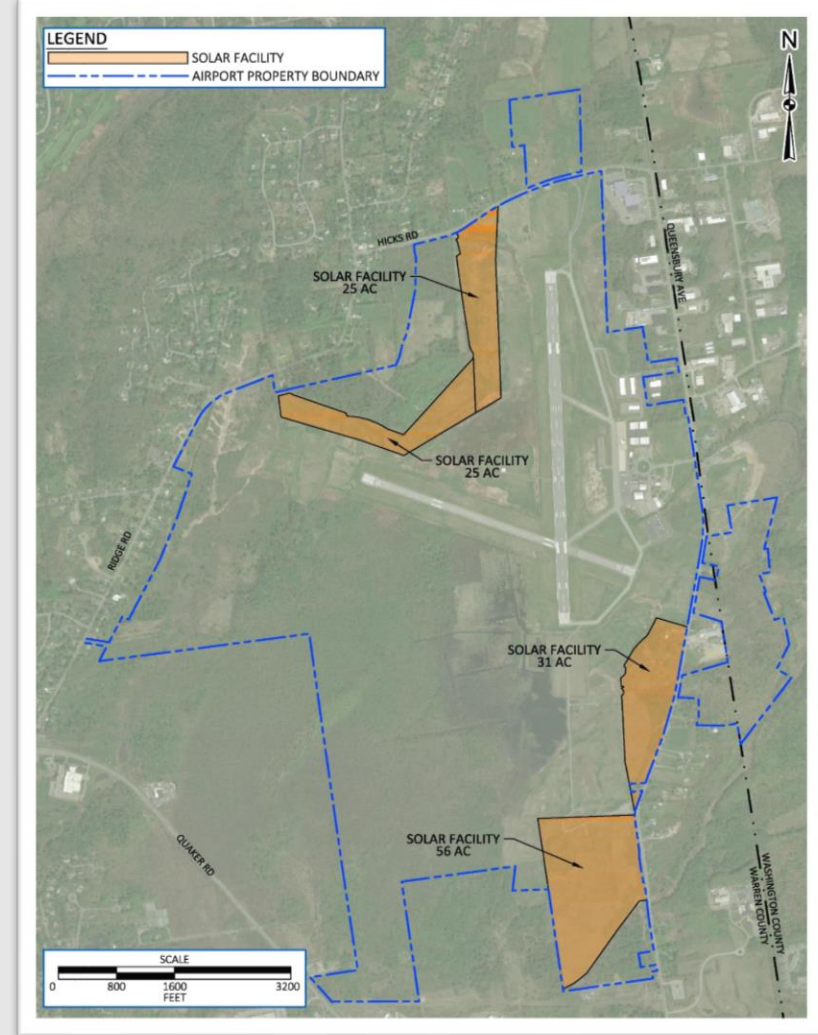 LEGEND
SOLAR FACILITY
AIRPORT PROPERTY BOUNDARY
N
HICKS RD
QUEENSBURY AVE
SOLAR FACILITY
25 AC
SOLAR FACILITY
25 AC
RIDGE RD
SOLAR FACILITY
31 AC
QUAKER RD
SOLAR FACILITY
56 AC
WASHINGTON COUNTY
WARREN COUNTY
SCALE
0 800 1600 3200
FEET